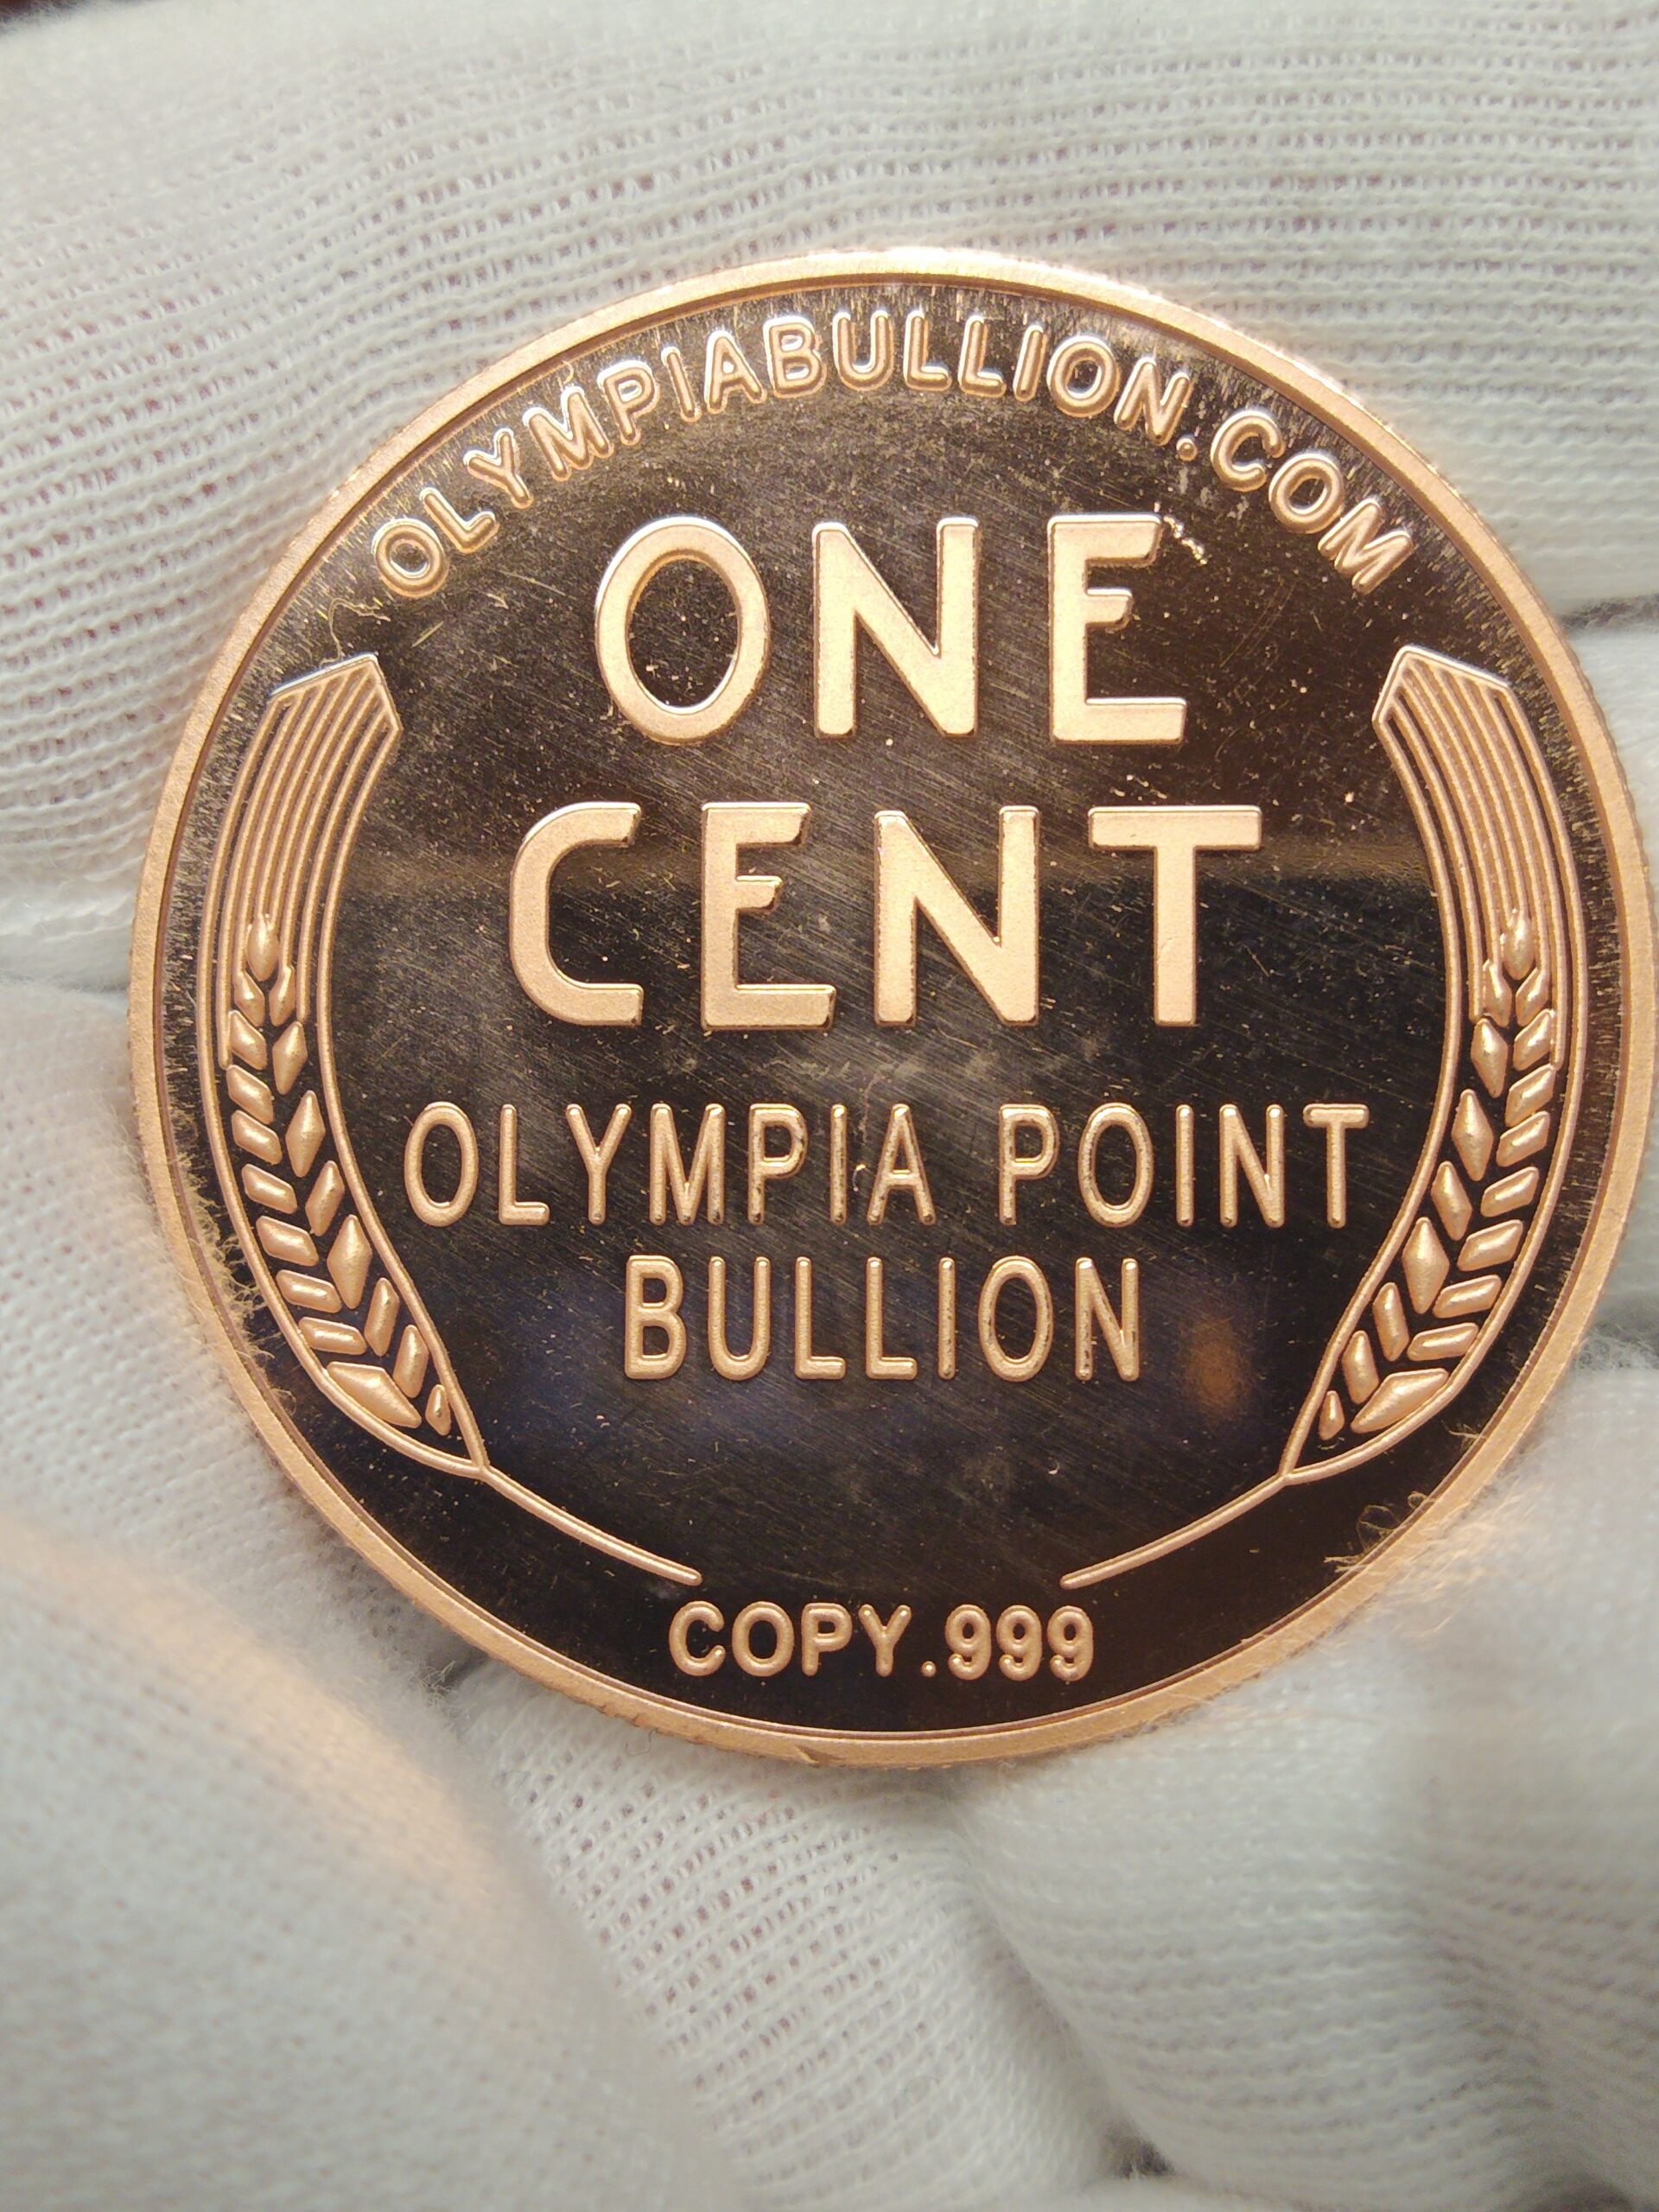 OLYMPIABULLION.COM
ONE
CENT
OLYMPIA POINT
BULLION
COPY .999